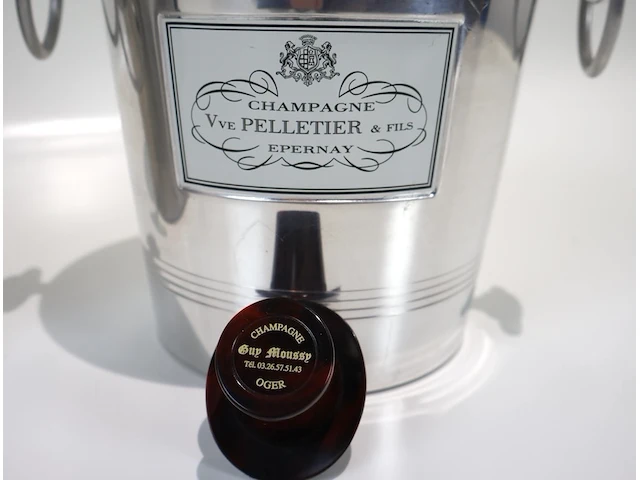 CHAMPAGNE
VVE PELLETIER & FILS
EPERNAY
CHAMPAGNE
Guy Moussy
Tél. 03.26.57.51.43
OGER